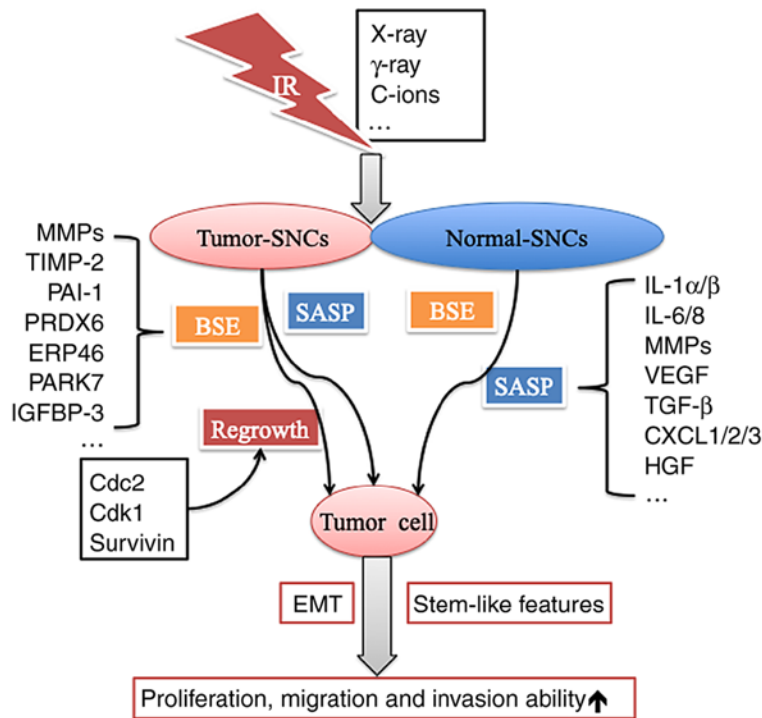 IR
X-ray
γ-ray
C-ions
...
Tumor-SNCs
Normal-SNCs
MMPs
TIMP-2
PAI-1
PRDX6
ERP46
PARK7
IGFBP-3
...
BSE
SASP
BSE
SASP
IL-1α/β
IL-6/8
MMPs
VEGF
TGF-β
CXCL1/2/3
HGF
...
Regrowth
Cdc2
Cdk1
Survivin
Tumor cell
EMT
Stem-like features
Proliferation, migration and invasion ability↑